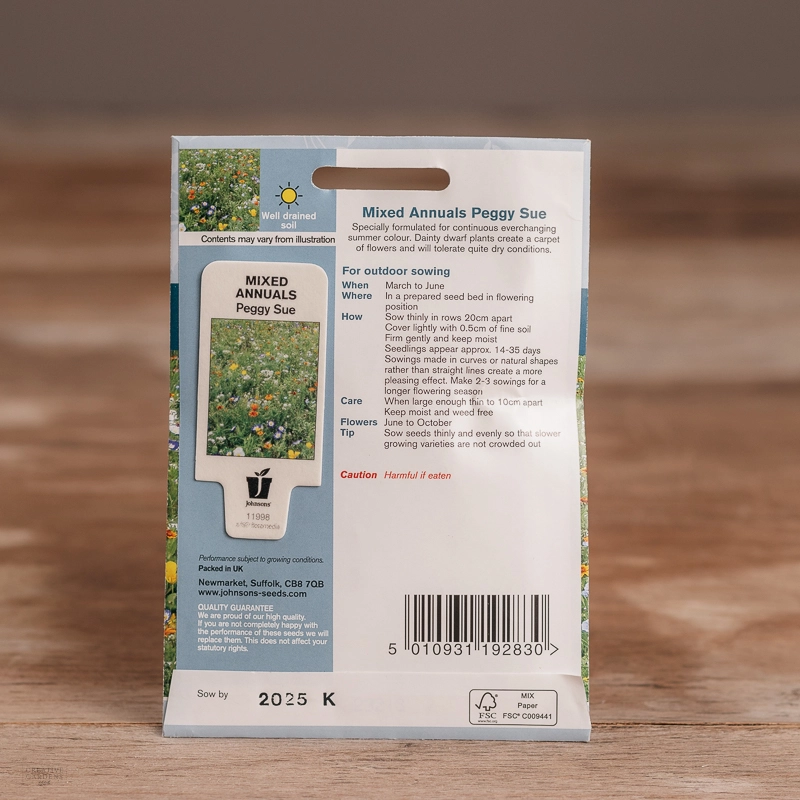 Well drained
soil
Contents may vary from illustration
MIXED
ANNUALS
Peggy Sue
Johnsons
11998
Performance subject to growing conditions.
Packed in UK
Newmarket, Suffolk, CB8 7QB
www.johnsons-seeds.com
QUALITY GUARANTEE
We are proud of our high quality.
If you are not completely happy with
the performance of these seeds we will
replace them. This does not affect your
statutory rights.
Mixed Annuals Peggy Sue
Specially formulated for continuous everchanging
summer colour. Dainty dwarf plants create a carpet
of flowers and will tolerate quite dry conditions.
For outdoor sowing
When March to June
Where In a prepared seed bed in flowering
position
How Sow thinly in rows 20cm apart
Cover lightly with 0.5cm of fine soil
Firm gently and keep moist
Seedlings appear approx. 14-35 days
Sowings made in curves or natural shapes
rather than straight lines create a more
pleasing effect. Make 2-3 sowings for a
longer flowering season
Care When large enough thin to 10cm apart
Keep moist and weed free
Flowers June to October
Tip Sow seeds thinly and evenly so that slower
growing varieties are not crowded out
Caution Harmful if eaten
5 010931 192830 >
Sow by 2025 K
FSC
www.fsc.org
MIX
Paper
FSC® C009441